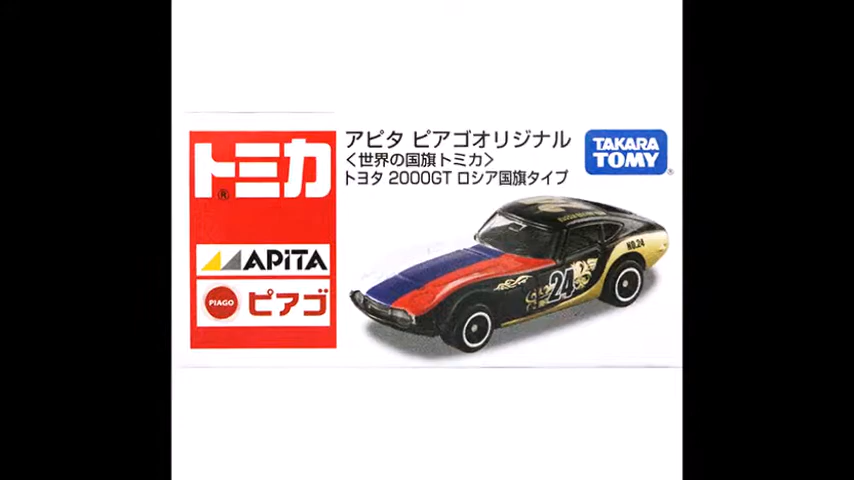 トミカ
®
APiTA
PIAGO ピアゴ
アピタ ピアゴオリジナル
<世界の国旗トミカ>
トヨタ 2000GT ロシア国旗タイプ
TAKARA
TOMY
®
NO.24
24